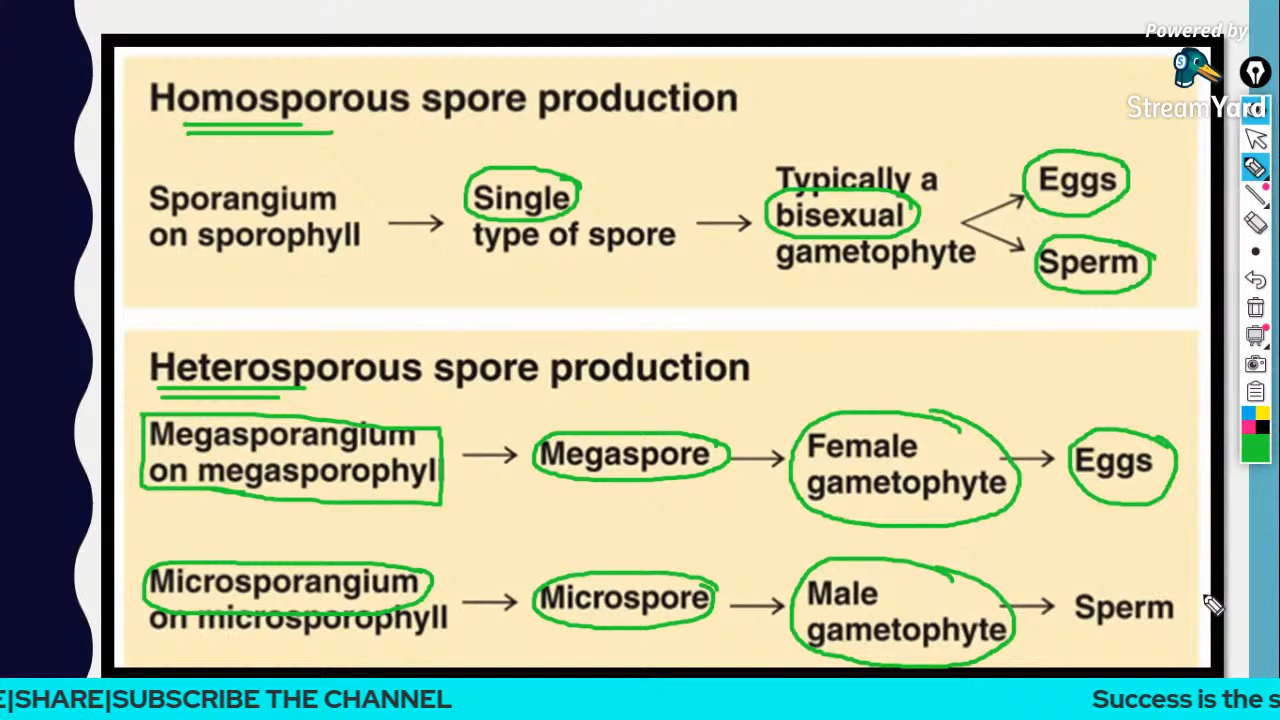 Powered by
StreamYard
Homosporous spore production
Sporangium
on sporophyll
Single
type of spore
Typically a
bisexual
gametophyte
Eggs
Sperm
Heterosporous spore production
Megasporangium
on megasporophyl
Megaspore
Female
gametophyte
Eggs
Microsporangium
on microsporophyll
Microspore
Male
gametophyte
Sperm
E|SHARE|SUBSCRIBE THE CHANNEL
Success is the s